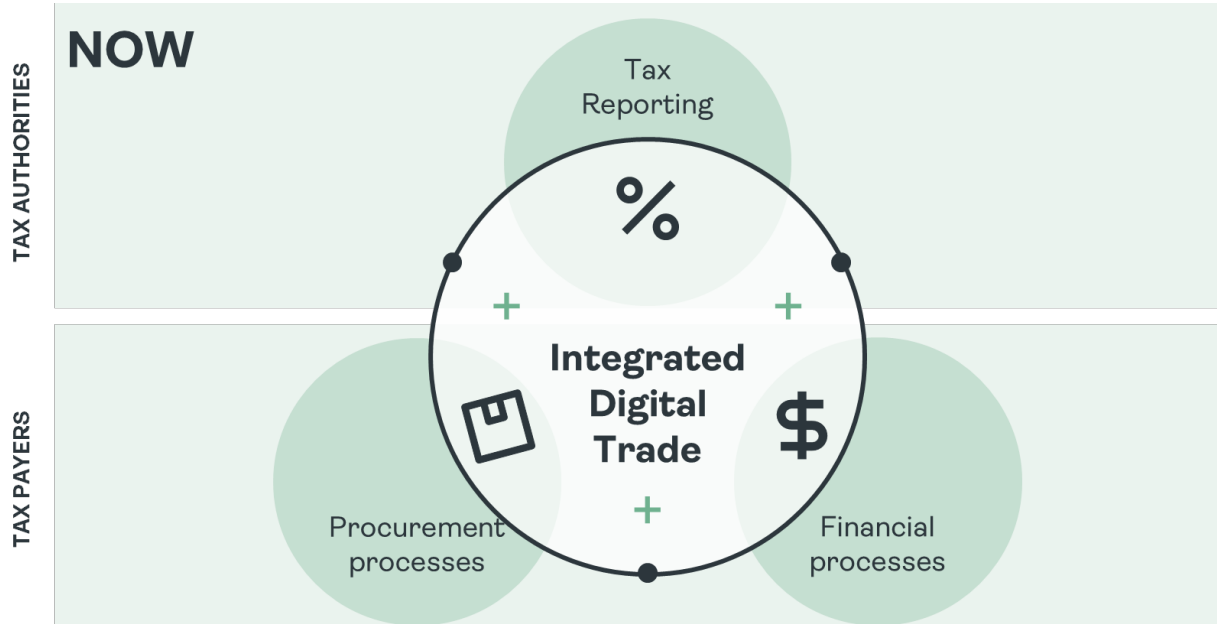 NOW
TAX AUTHORITIES
Tax
Reporting
%
Integrated
Digital
Trade
$
TAX PAYERS
Procurement
processes
Financial
processes